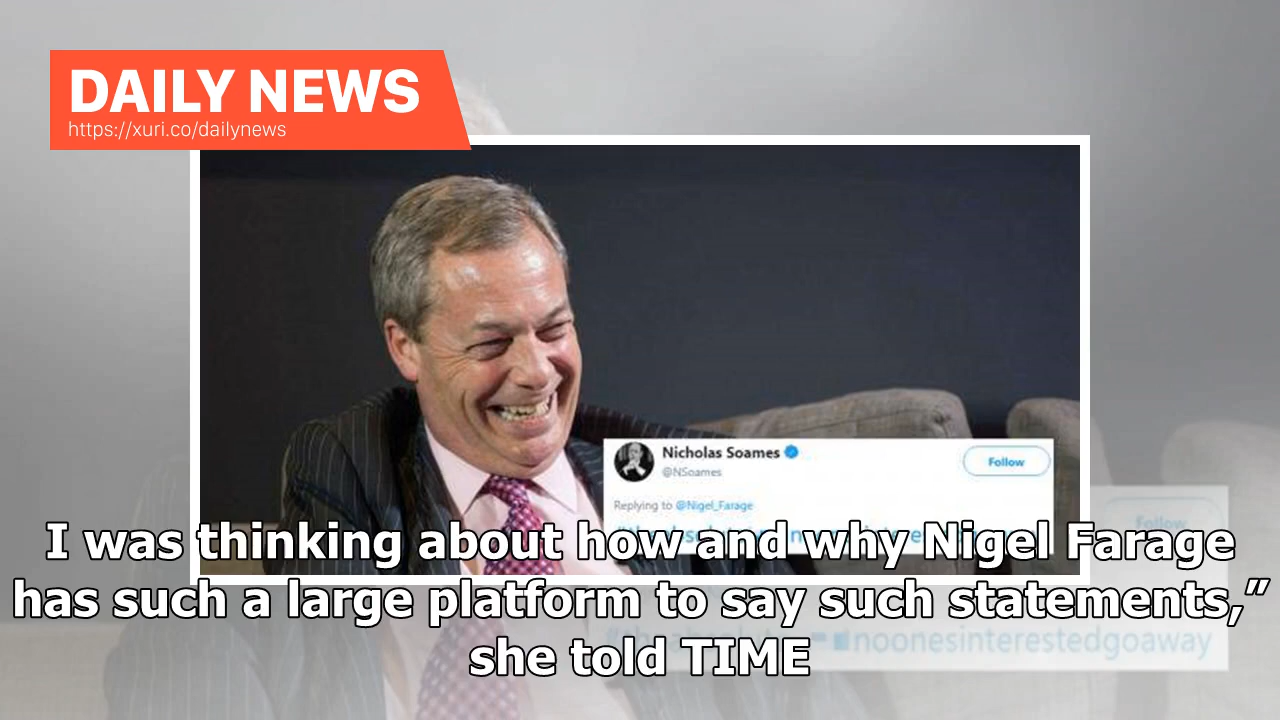 DAILY NEWS
https://xuri.co/dailynews
Nicholas Soames
@NSoames
Follow
Replying to @Nigel_Farage
Follow
I was thinking about how and why Nigel Farage
has such a large platform to say such statements,”
she told TIME
#noonesinterestedgoaway